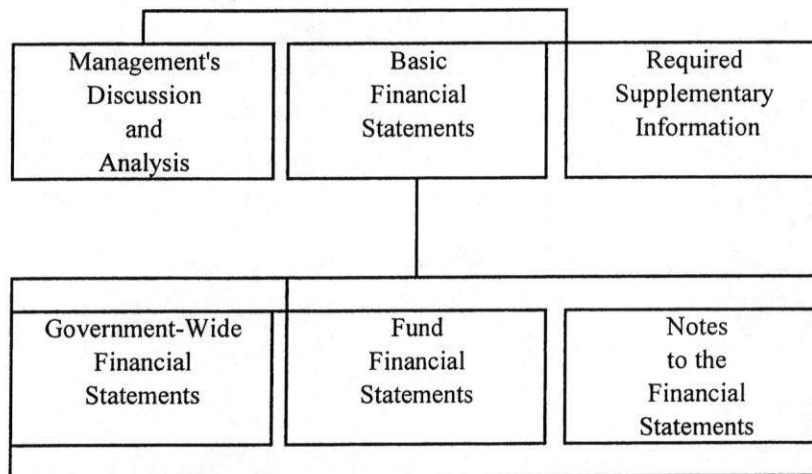 Management's
Discussion
and
Analysis
Basic
Financial
Statements
Required
Supplementary
Information
Government-Wide
Financial
Statements
Fund
Financial
Statements
Notes
to the
Financial
Statements